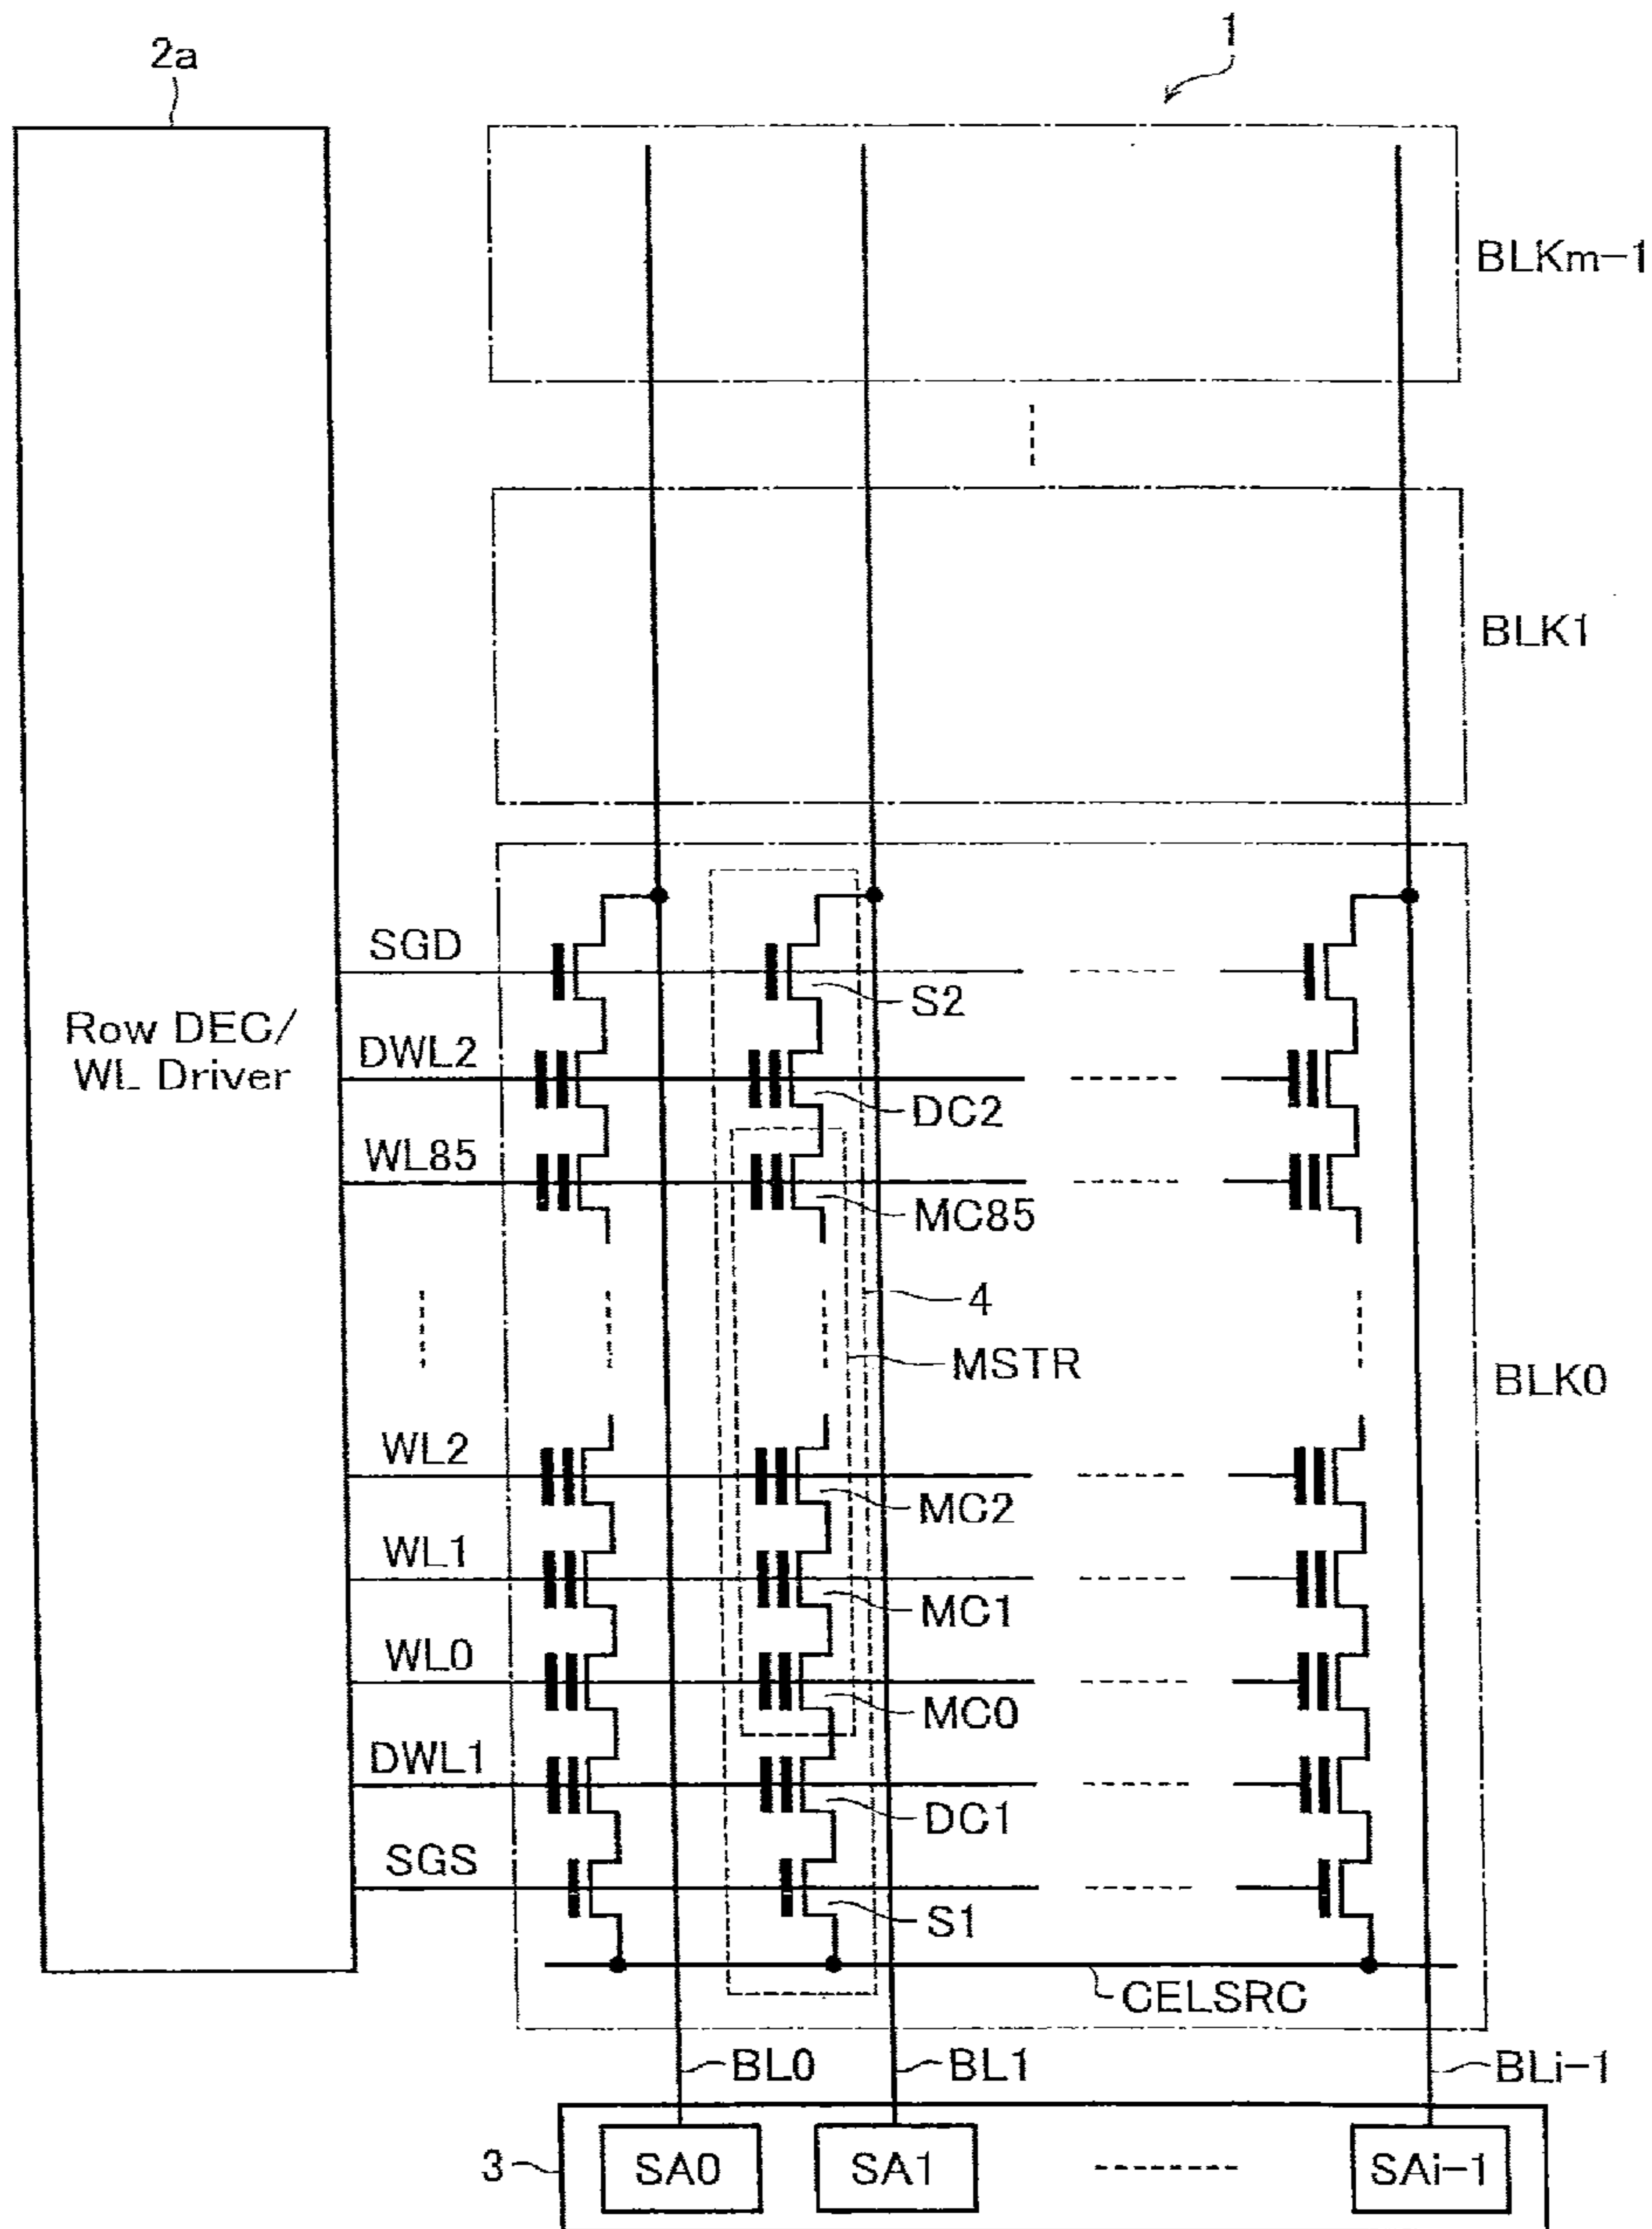 1
2a
BLKm-1
BLK1
SGD
S2
Row DEC/
WL Driver
DWL2
DC2
WL85
MC85
4
MSTR
BLK0
WL2
MC2
WL1
MC1
WL0
MC0
DWL1
DC1
SGS
S1
CELSRC
BL0
BL1
BLi-1
3
SA0
SA1
SAi-1